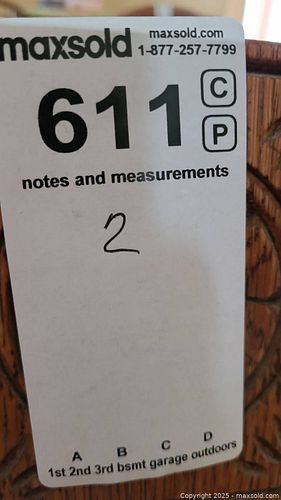 maxsold maxsold.com
1-877-257-7799
611 C
P
notes and measurements
2
A B C D
1st 2nd 3rd bsmt garage outdoors
Copyright 2025 - maxsold.com